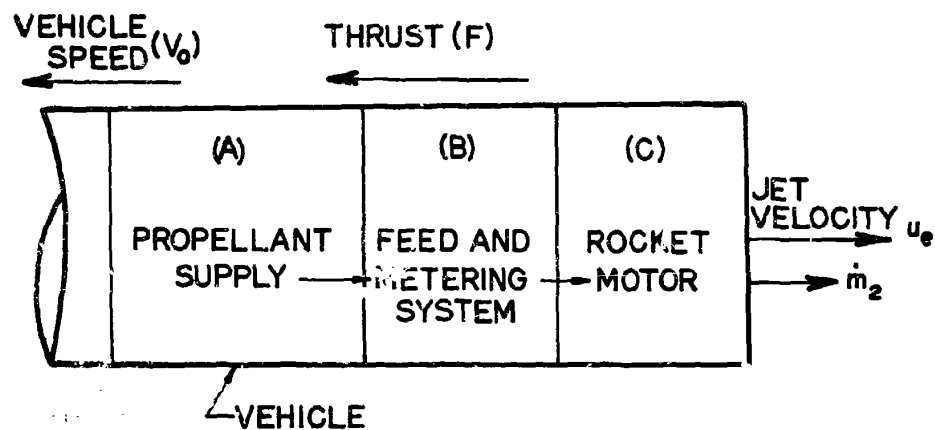 VEHICLE
SPEED (V₀)
THRUST (F)
(A)
(B)
(C)
PROPELLANT
SUPPLY
FEED AND
METERING
SYSTEM
ROCKET
MOTOR
JET
VELOCITY uₑ
ṁ₂
VEHICLE